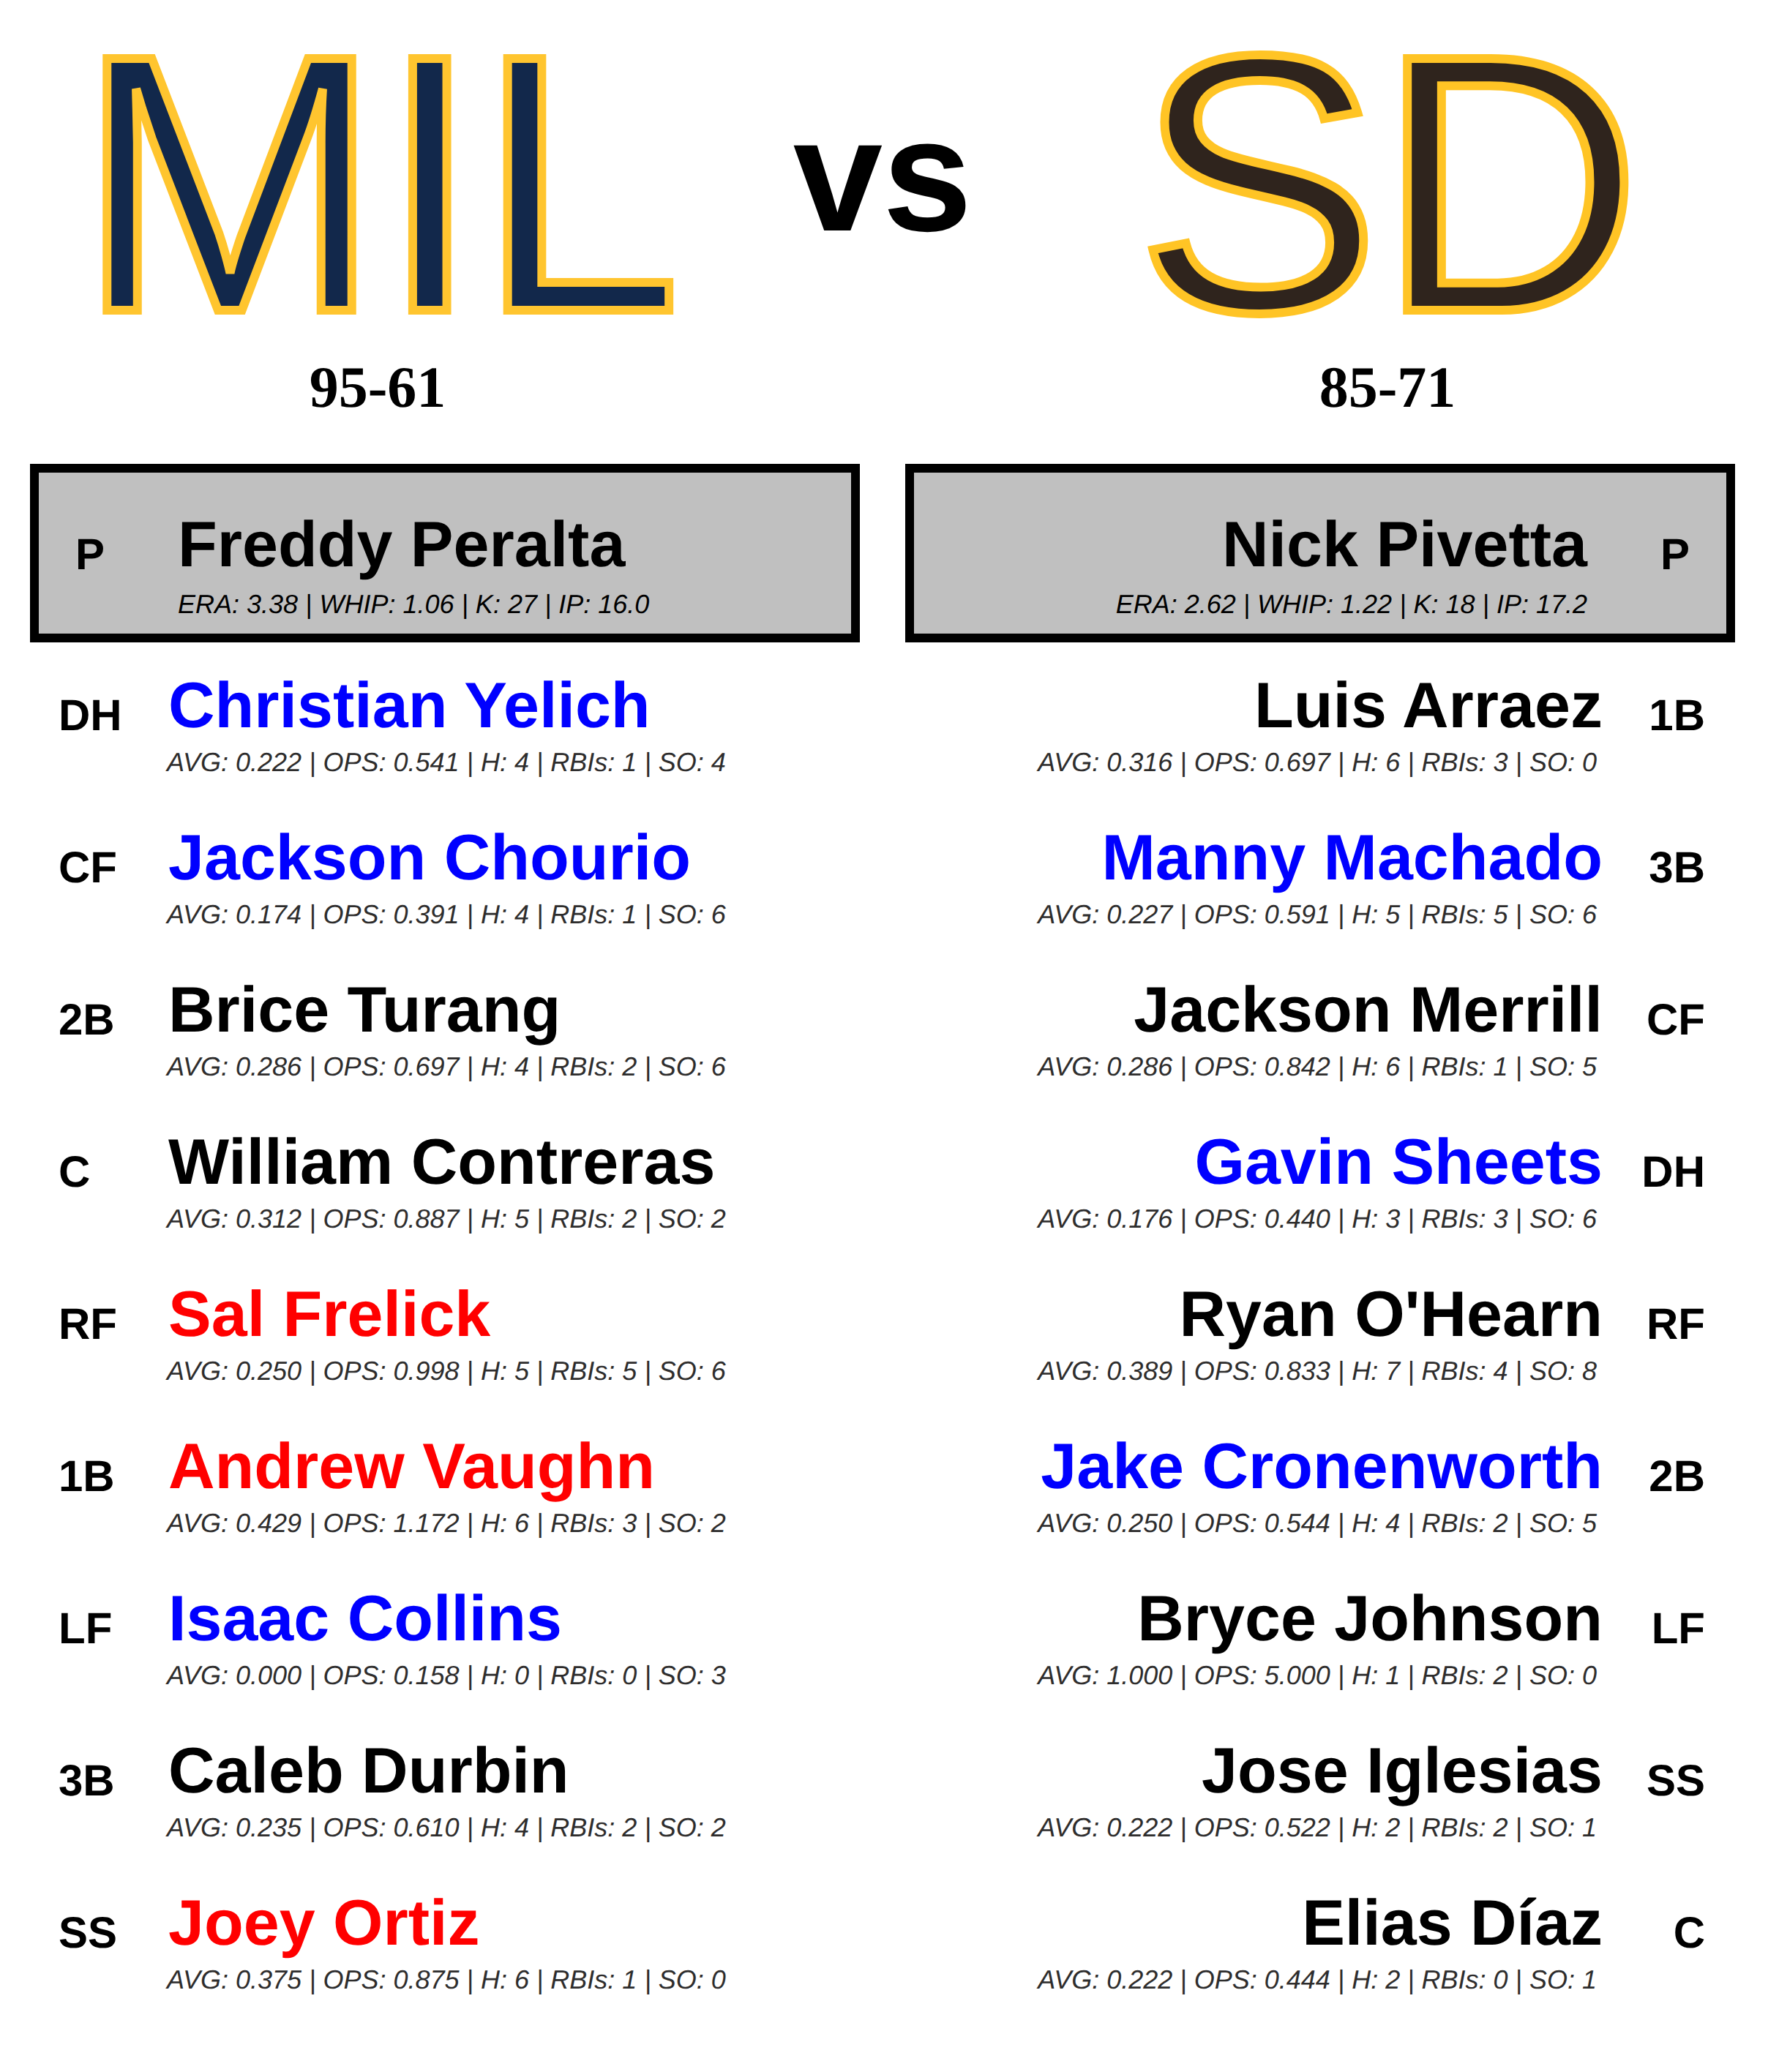 MIL vs SD
95-61 85-71
P Freddy Peralta
ERA: 3.38 | WHIP: 1.06 | K: 27 | IP: 16.0
Nick Pivetta P
ERA: 2.62 | WHIP: 1.22 | K: 18 | IP: 17.2
DH Christian Yelich
AVG: 0.222 | OPS: 0.541 | H: 4 | RBIs: 1 | SO: 4
CF Jackson Chourio
AVG: 0.174 | OPS: 0.391 | H: 4 | RBIs: 1 | SO: 6
2B Brice Turang
AVG: 0.286 | OPS: 0.697 | H: 4 | RBIs: 2 | SO: 6
C William Contreras
AVG: 0.312 | OPS: 0.887 | H: 5 | RBIs: 2 | SO: 2
RF Sal Frelick
AVG: 0.250 | OPS: 0.998 | H: 5 | RBIs: 5 | SO: 6
1B Andrew Vaughn
AVG: 0.429 | OPS: 1.172 | H: 6 | RBIs: 3 | SO: 2
LF Isaac Collins
AVG: 0.000 | OPS: 0.158 | H: 0 | RBIs: 0 | SO: 3
3B Caleb Durbin
AVG: 0.235 | OPS: 0.610 | H: 4 | RBIs: 2 | SO: 2
SS Joey Ortiz
AVG: 0.375 | OPS: 0.875 | H: 6 | RBIs: 1 | SO: 0
Luis Arraez 1B
AVG: 0.316 | OPS: 0.697 | H: 6 | RBIs: 3 | SO: 0
Manny Machado 3B
AVG: 0.227 | OPS: 0.591 | H: 5 | RBIs: 5 | SO: 6
Jackson Merrill CF
AVG: 0.286 | OPS: 0.842 | H: 6 | RBIs: 1 | SO: 5
Gavin Sheets DH
AVG: 0.176 | OPS: 0.440 | H: 3 | RBIs: 3 | SO: 6
Ryan O'Hearn RF
AVG: 0.389 | OPS: 0.833 | H: 7 | RBIs: 4 | SO: 8
Jake Cronenworth 2B
AVG: 0.250 | OPS: 0.544 | H: 4 | RBIs: 2 | SO: 5
Bryce Johnson LF
AVG: 1.000 | OPS: 5.000 | H: 1 | RBIs: 2 | SO: 0
Jose Iglesias SS
AVG: 0.222 | OPS: 0.522 | H: 2 | RBIs: 2 | SO: 1
Elias Díaz C
AVG: 0.222 | OPS: 0.444 | H: 2 | RBIs: 0 | SO: 1